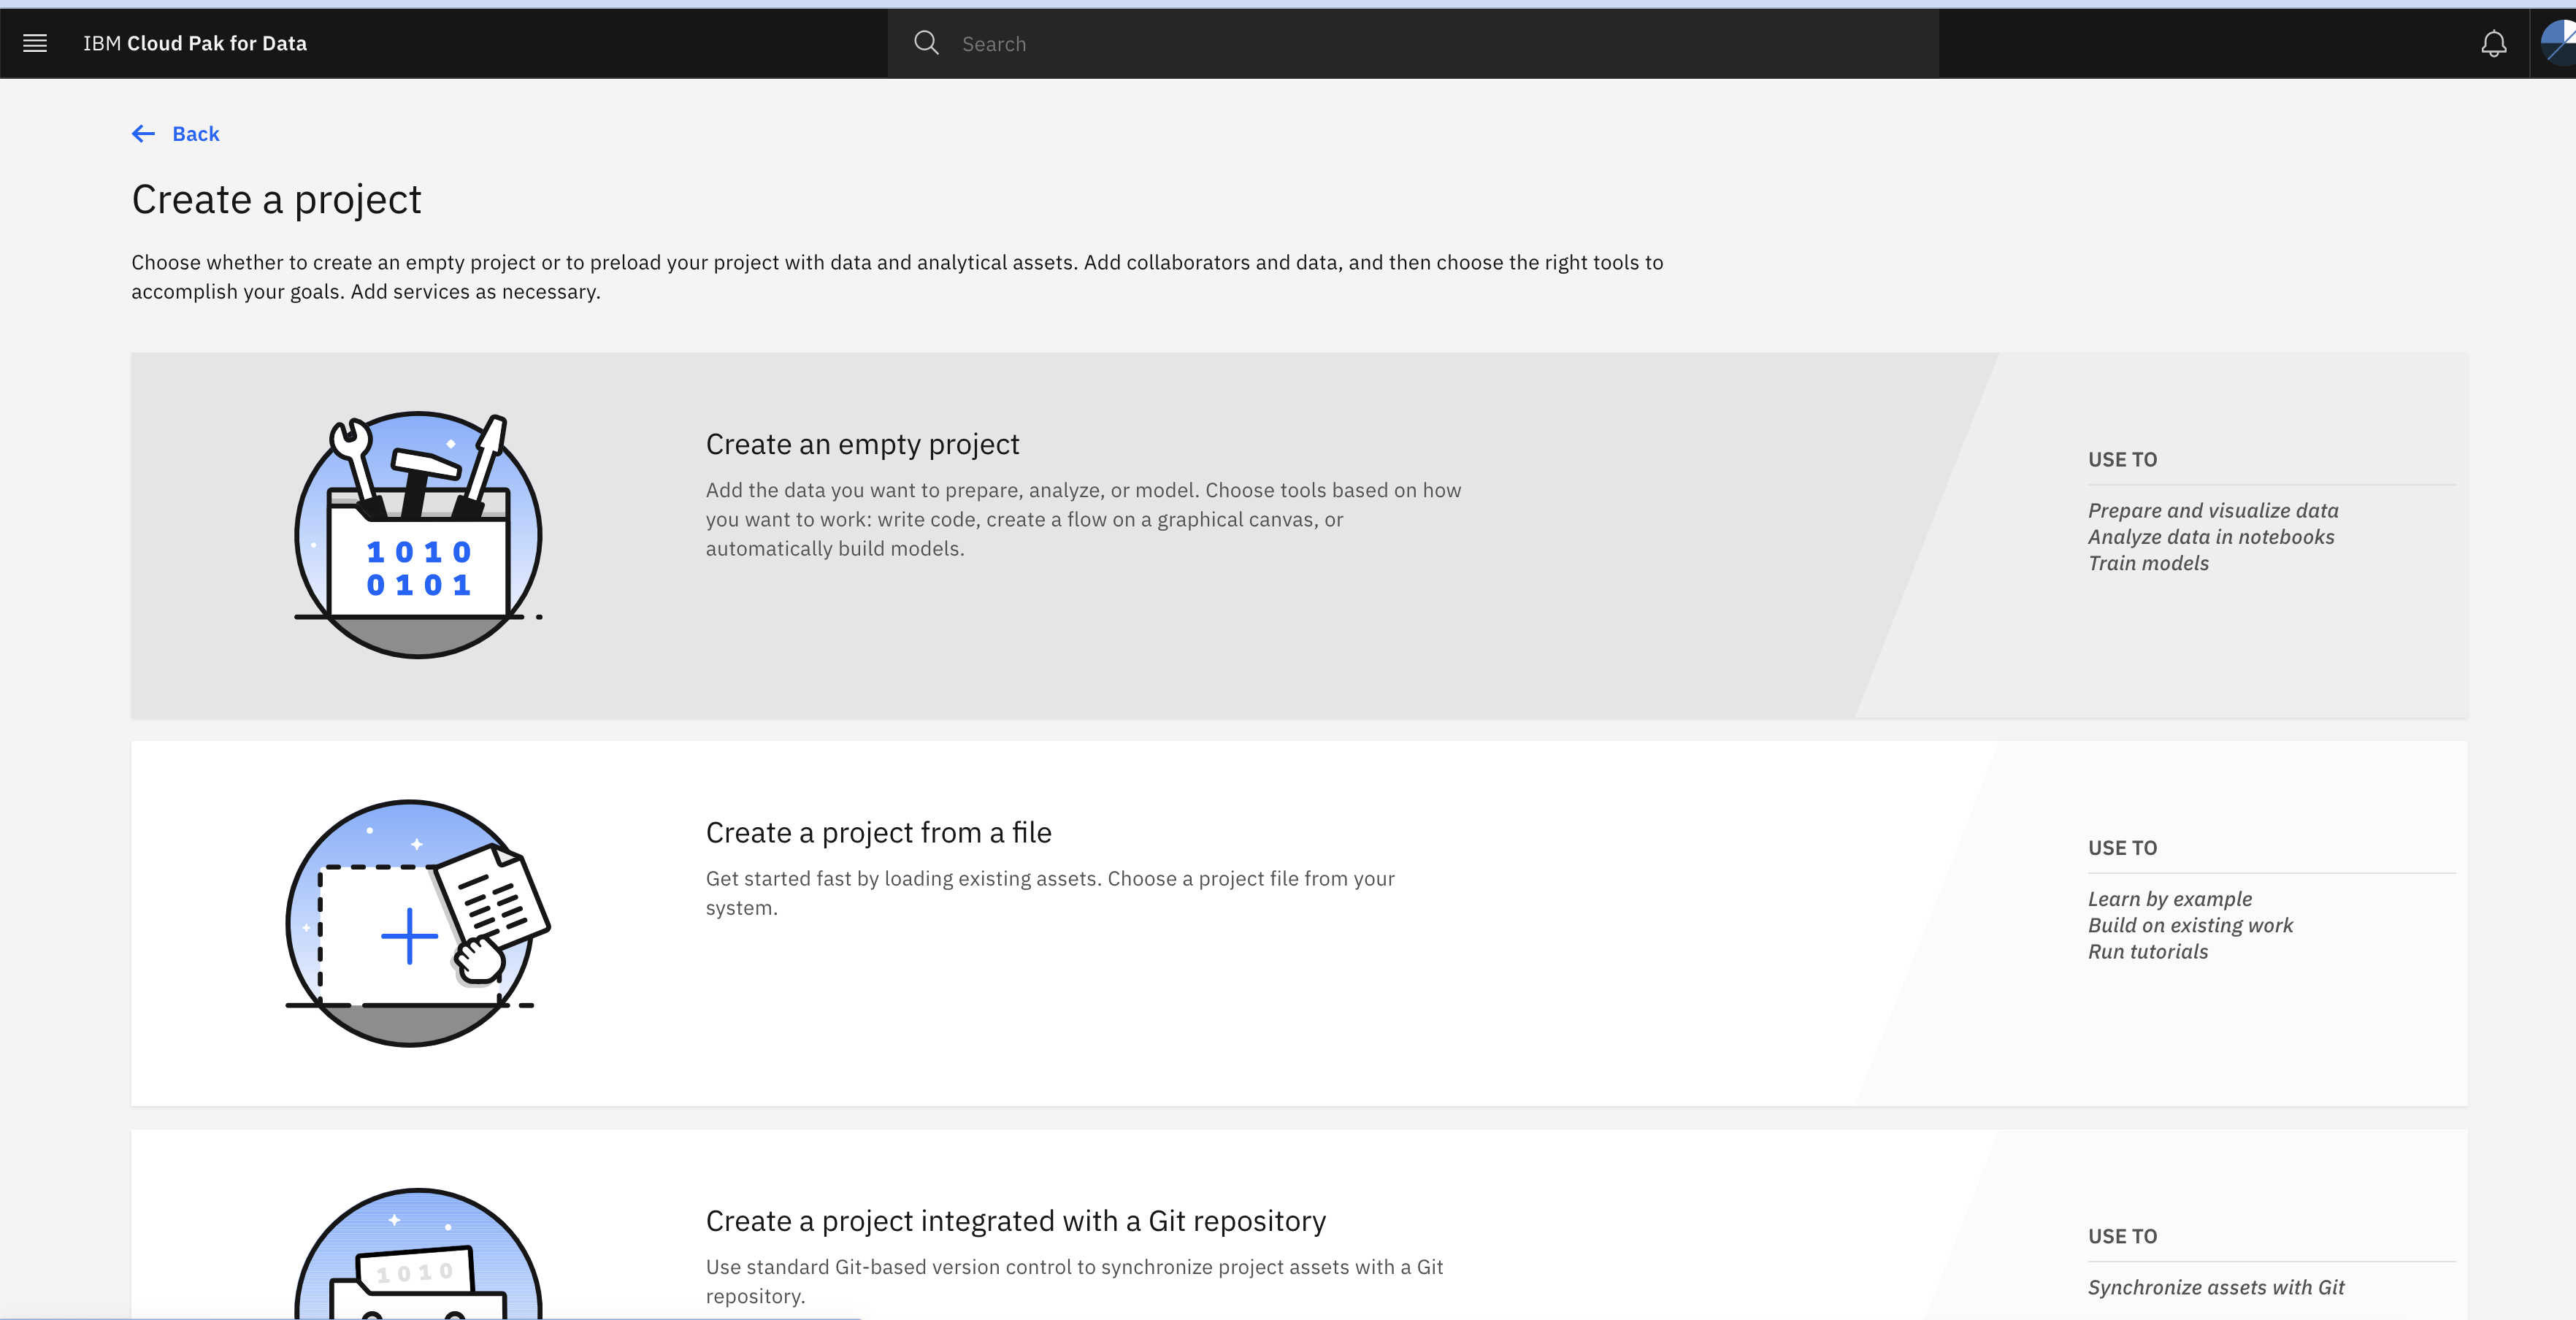 IBM Cloud Pak for Data
Search
Back
Create a project
Choose whether to create an empty project or to preload your project with data and analytical assets. Add collaborators and data, and then choose the right tools to
accomplish your goals. Add services as necessary.
1010
0101
Create an empty project
Add the data you want to prepare, analyze, or model. Choose tools based on how
you want to work: write code, create a flow on a graphical canvas, or
automatically build models.
USE TO
Prepare and visualize data
Analyze data in notebooks
Train models
Create a project from a file
Get started fast by loading existing assets. Choose a project file from your
system.
USE TO
Learn by example
Build on existing work
Run tutorials
1010
Create a project integrated with a Git repository
Use standard Git-based version control to synchronize project assets with a Git
repository.
USE TO
Synchronize assets with Git